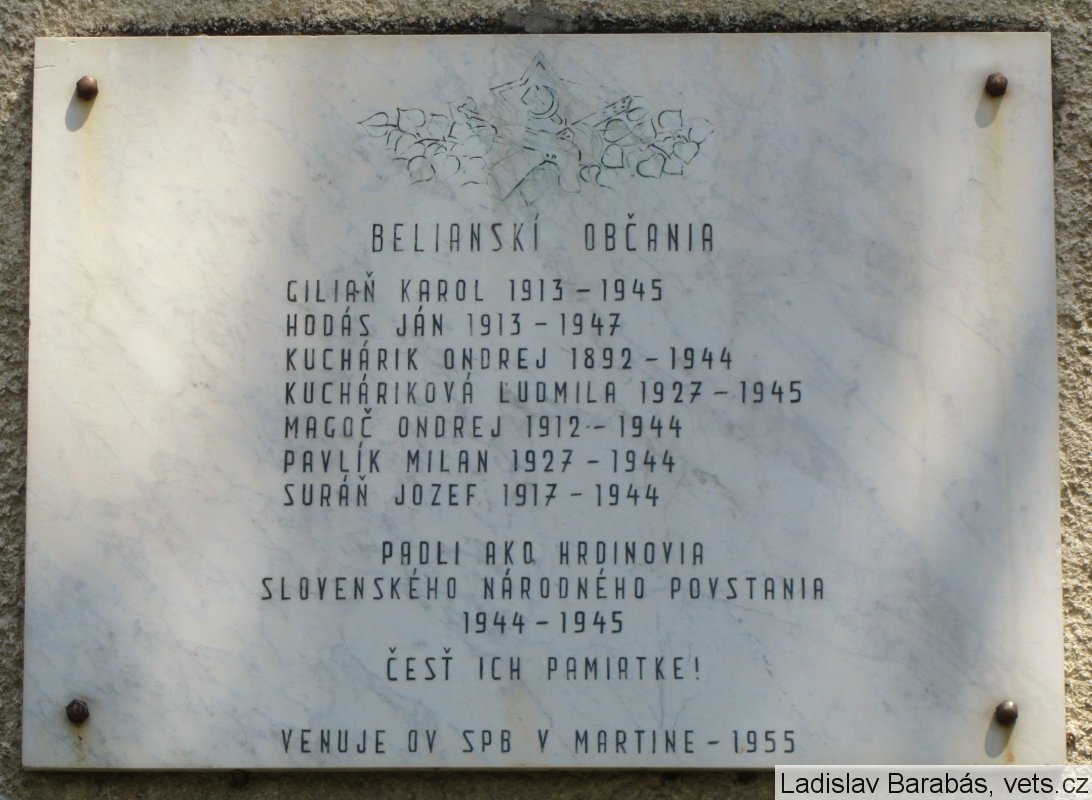 BELIANSKÍ OBČANIA
GILIAŇ KAROL 1913 – 1945
HODÁS JÁN 1913 – 1947
KUCHÁRIK ONDREJ 1892 – 1944
KUCHÁRIKOVÁ ĽUDMILA 1927 – 1945
MAGOČ ONDREJ 1912 – 1944
PAVLÍK MILAN 1927 – 1944
SURÁŇ JOZEF 1917 – 1944
PADLI AKO HRDINOVIA
SLOVENSKÉHO NÁRODNÉHO POVSTANIA
1944 – 1945
ČESŤ ICH PAMIATKE!
VENUJE OV SPB V MARTINE – 1955
Ladislav Barabás, vets.cz